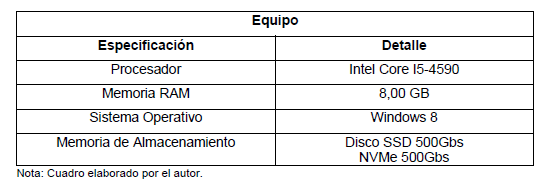 Equipo
Especificación Detalle
Procesador Intel Core I5-4590
Memoria RAM 8,00 GB
Sistema Operativo Windows 8
Memoria de Almacenamiento Disco SSD 500Gbs
NVMe 500Gbs
Nota: Cuadro elaborado por el autor.